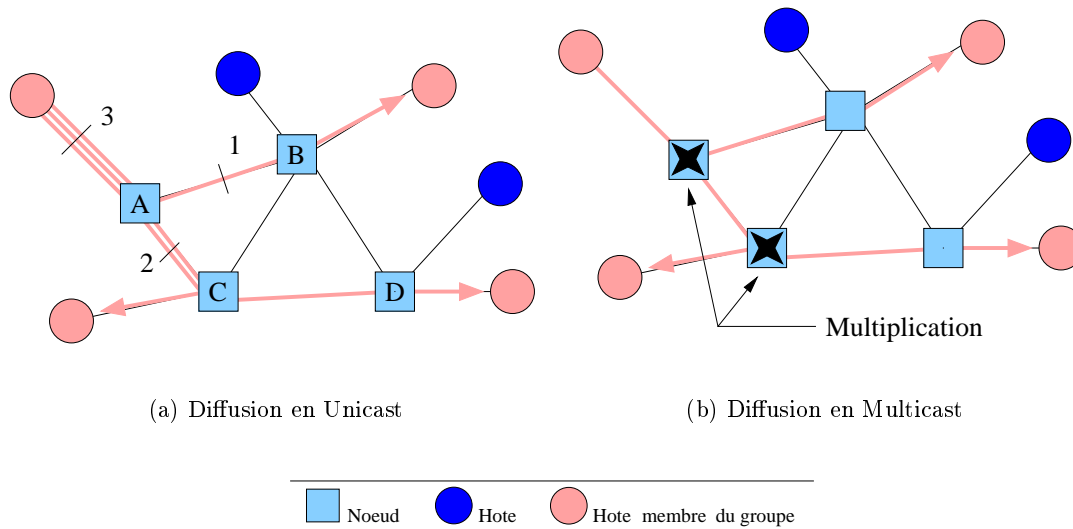 3
1
B
A
2
C
D
Multiplication
(a) Diffusion en Unicast
(b) Diffusion en Multicast
Noeud
Hote
Hote membre du groupe